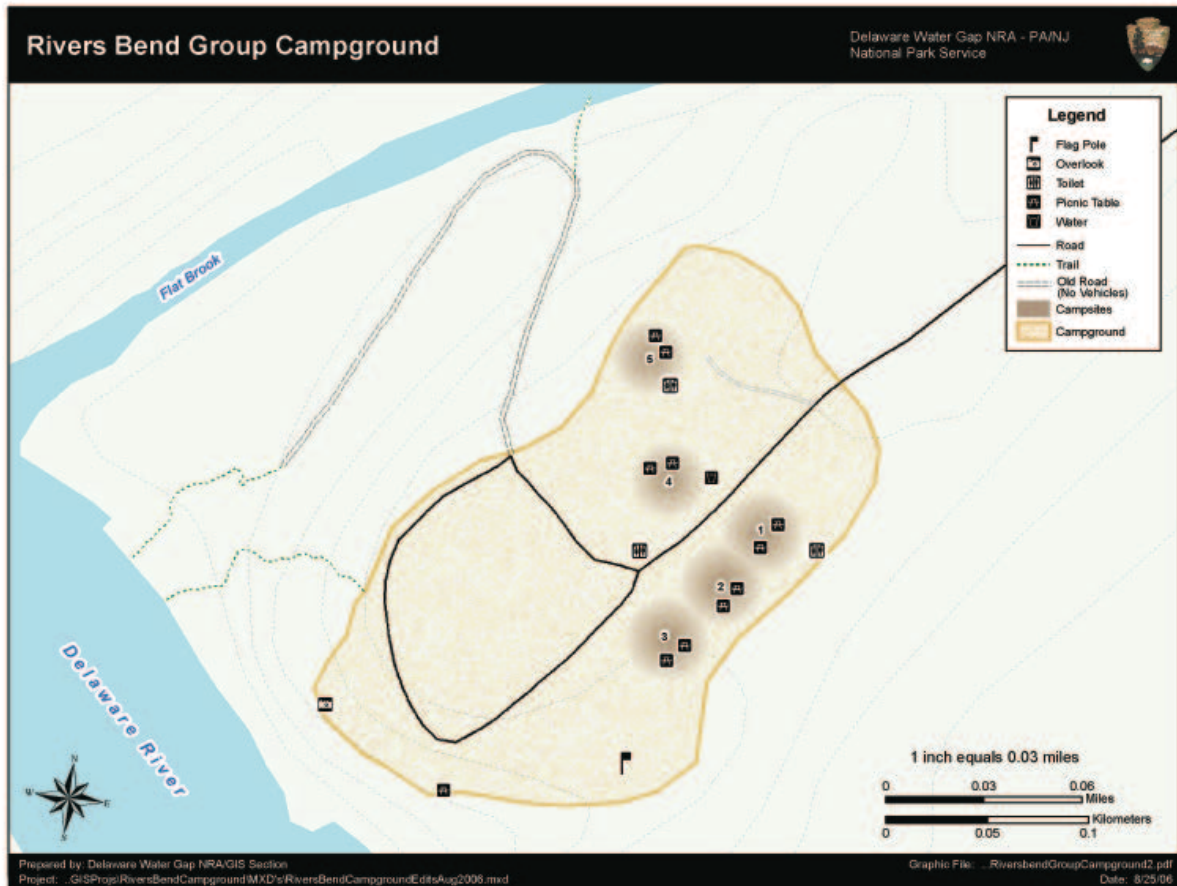 Rivers Bend Group Campground
Delaware Water Gap NRA - PA/NJ
National Park Service
Legend
Flag Pole
Overlook
Toilet
Picnic Table
Water
Road
Trail
Old Road
(No Vehicles)
Campsites
Campground
Flat Brook
5
4
1
2
3
Delaware River
N
W
E
S
1 inch equals 0.03 miles
0 0.03 0.06
Miles
Kilometers
0 0.05 0.1
Prepared by: Delaware Water Gap NRA/GIS Section
Project: ..GISProjs\RiversBendCampground\MXD's\RiversBendCampgroundEditsAug2006.mxd
Graphic File: ...RiversbendGroupCampground2.pdf
Date: 8/25/06